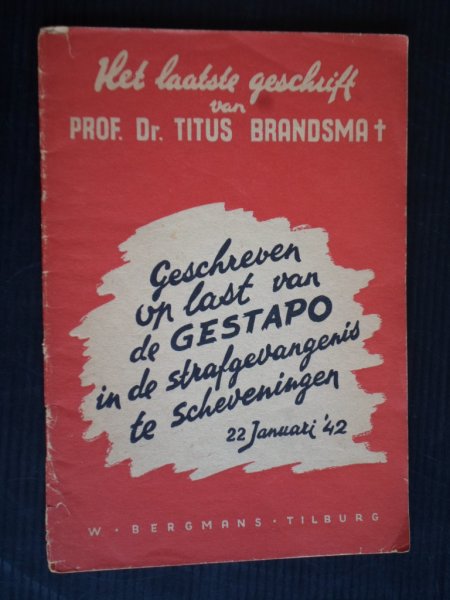 Het laatste geschrift
van
PROF. Dr. TITUS BRANDSMA †
Geschreven
op last van
de GESTAPO
in de strafgevangenis
te Scheveningen
22 Januari '42
W • BERGMANS • TILBURG